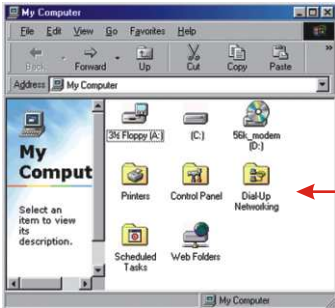 My Computer
File Edit View Go Favorites Help
Back Forward Up Cut Copy Paste »
Address My Computer
My
Comput
Select an
item to view
its
description.
3½ Floppy (A:)
(C:)
56k_modem
(D:)
Printers
Control Panel
Dial-Up
Networking
Scheduled
Tasks
Web Folders
My Computer